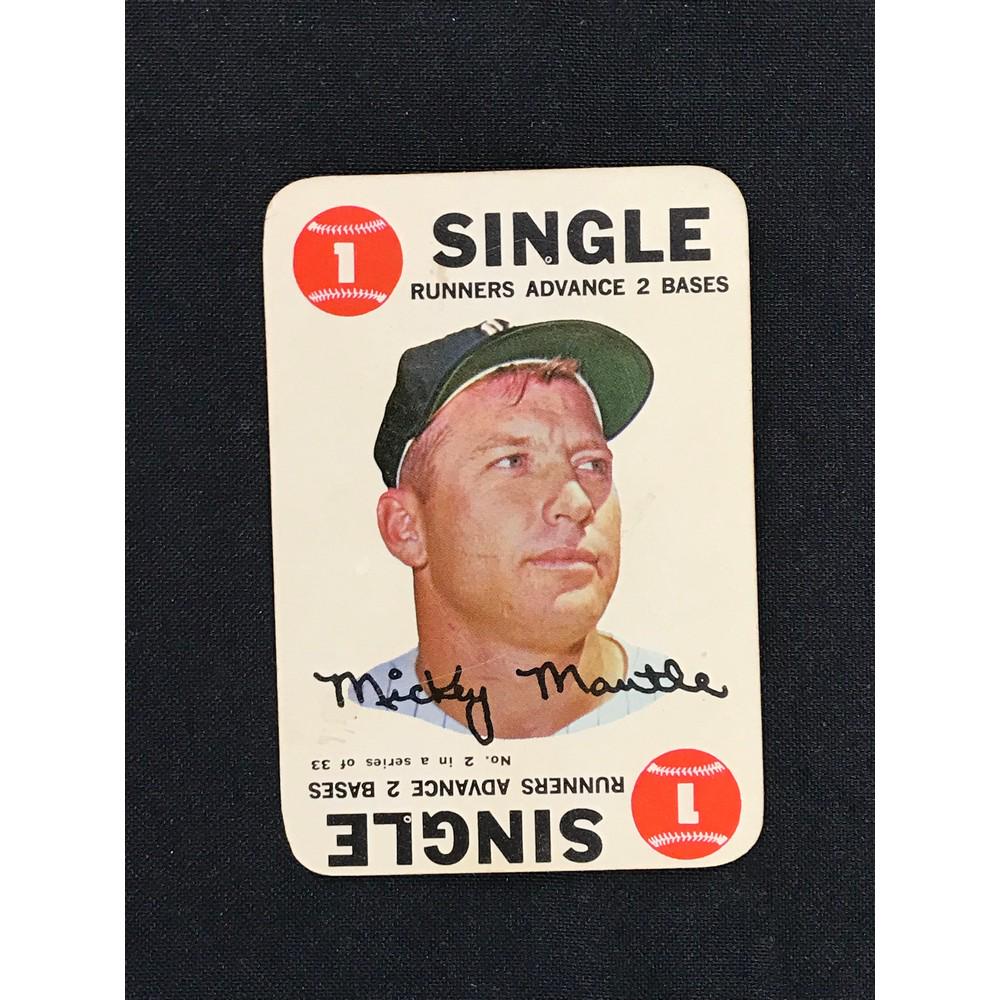 1
SINGLE
RUNNERS ADVANCE 2 BASES
Mickey Mantle
No. 2 in a series of 33
RUNNERS ADVANCE 2 BASES
SINGLE
1